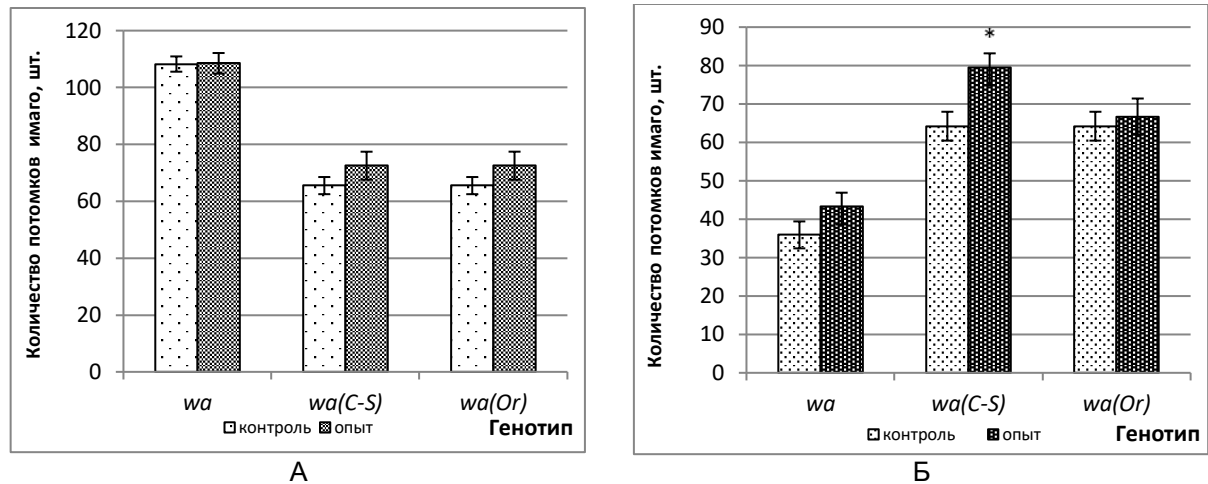 Количество потомков имаго, шт.
120
100
80
60
40
20
0
wa
wa(C-S)
wa(Or)
контроль
опыт
Генотип
А
Количество потомков имаго, шт.
90
80
70
60
50
40
30
20
10
0
*
wa
wa(C-S)
wa(Or)
контроль
опыт
Генотип
Б